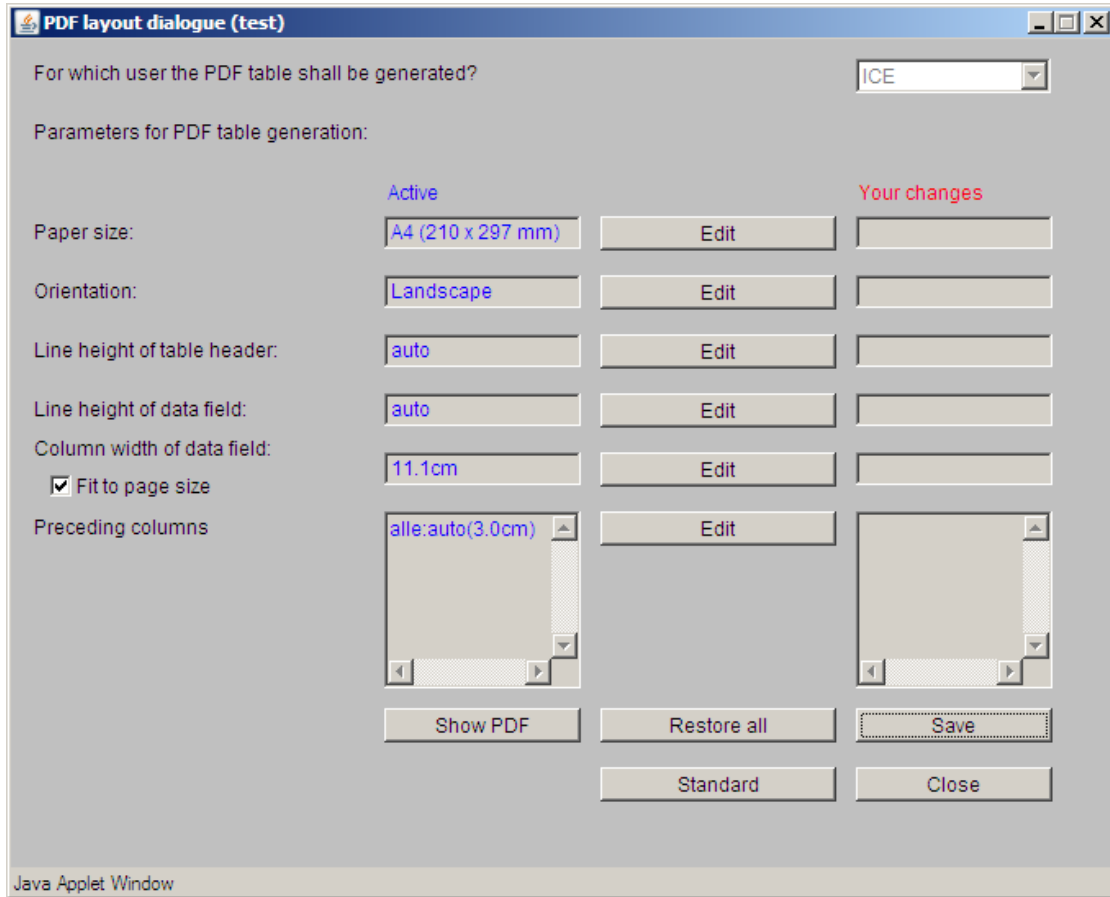 PDF layout dialogue (test)
For which user the PDF table shall be generated? ICE
Parameters for PDF table generation:
Active Your changes
Paper size: A4 (210 x 297 mm) Edit
Orientation: Landscape Edit
Line height of table header: auto Edit
Line height of data field: auto Edit
Column width of data field:
11.1cm Edit
Fit to page size
Preceding columns alle:auto(3.0cm) Edit
Show PDF Restore all Save
Standard Close
Java Applet Window